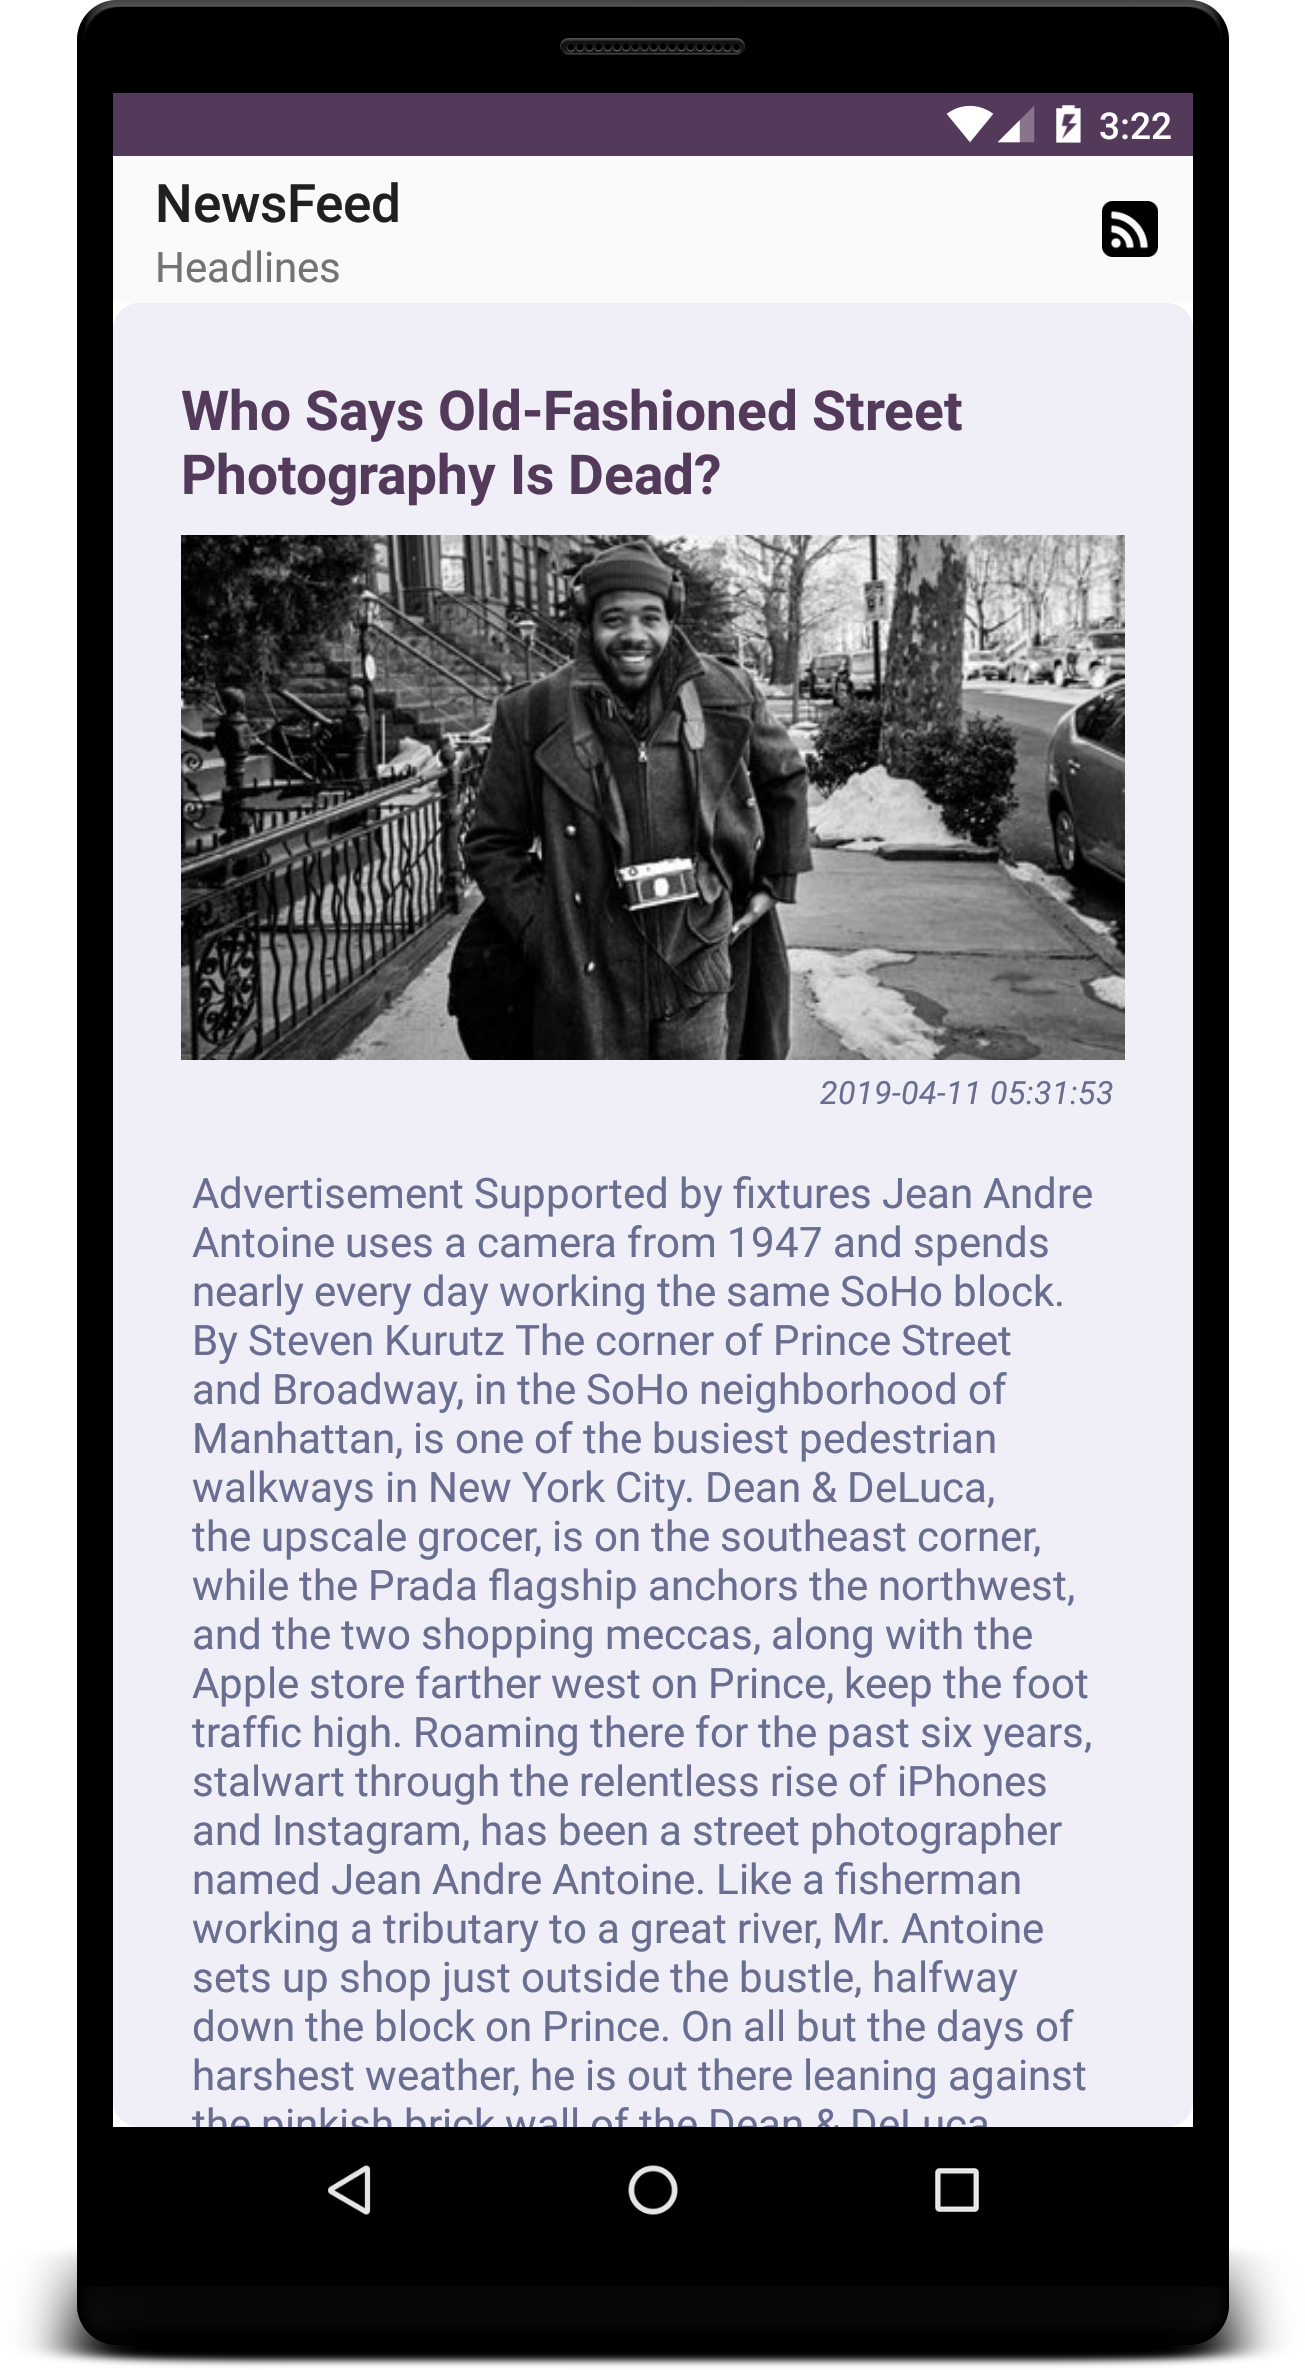 3:22
NewsFeed
Headlines
Who Says Old-Fashioned Street
Photography Is Dead?
2019-04-11 05:31:53
Advertisement Supported by fixtures Jean Andre
Antoine uses a camera from 1947 and spends
nearly every day working the same SoHo block.
By Steven Kurutz The corner of Prince Street
and Broadway, in the SoHo neighborhood of
Manhattan, is one of the busiest pedestrian
walkways in New York City. Dean & DeLuca,
the upscale grocer, is on the southeast corner,
while the Prada flagship anchors the northwest,
and the two shopping meccas, along with the
Apple store farther west on Prince, keep the foot
traffic high. Roaming there for the past six years,
stalwart through the relentless rise of iPhones
and Instagram, has been a street photographer
named Jean Andre Antoine. Like a fisherman
working a tributary to a great river, Mr. Antoine
sets up shop just outside the bustle, halfway
down the block on Prince. On all but the days of
harshest weather, he is out there leaning against
the pinkish brick wall of the Dean & DeLuca